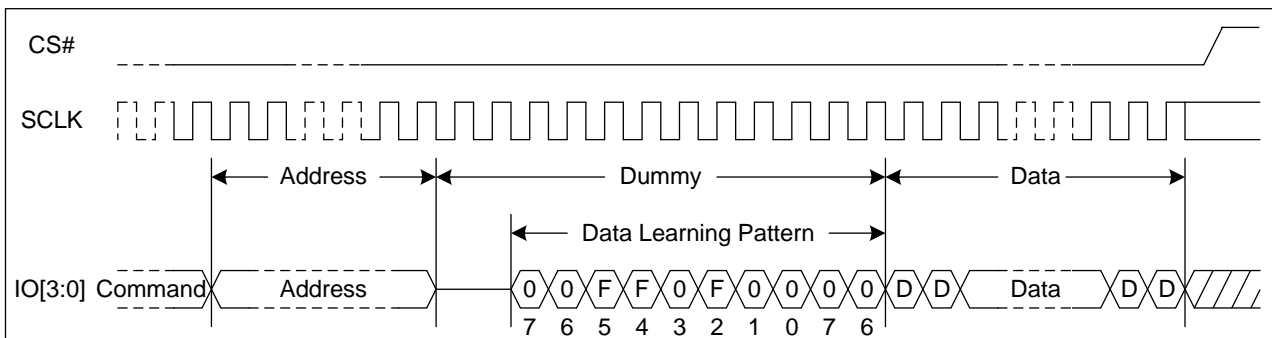 CS#
SCLK
Address Dummy Data
Data Learning Pattern
IO[3:0] Command Address 0 0 F F 0 F 0 0 0 0 D D Data D D
7 6 5 4 3 2 1 0 7 6